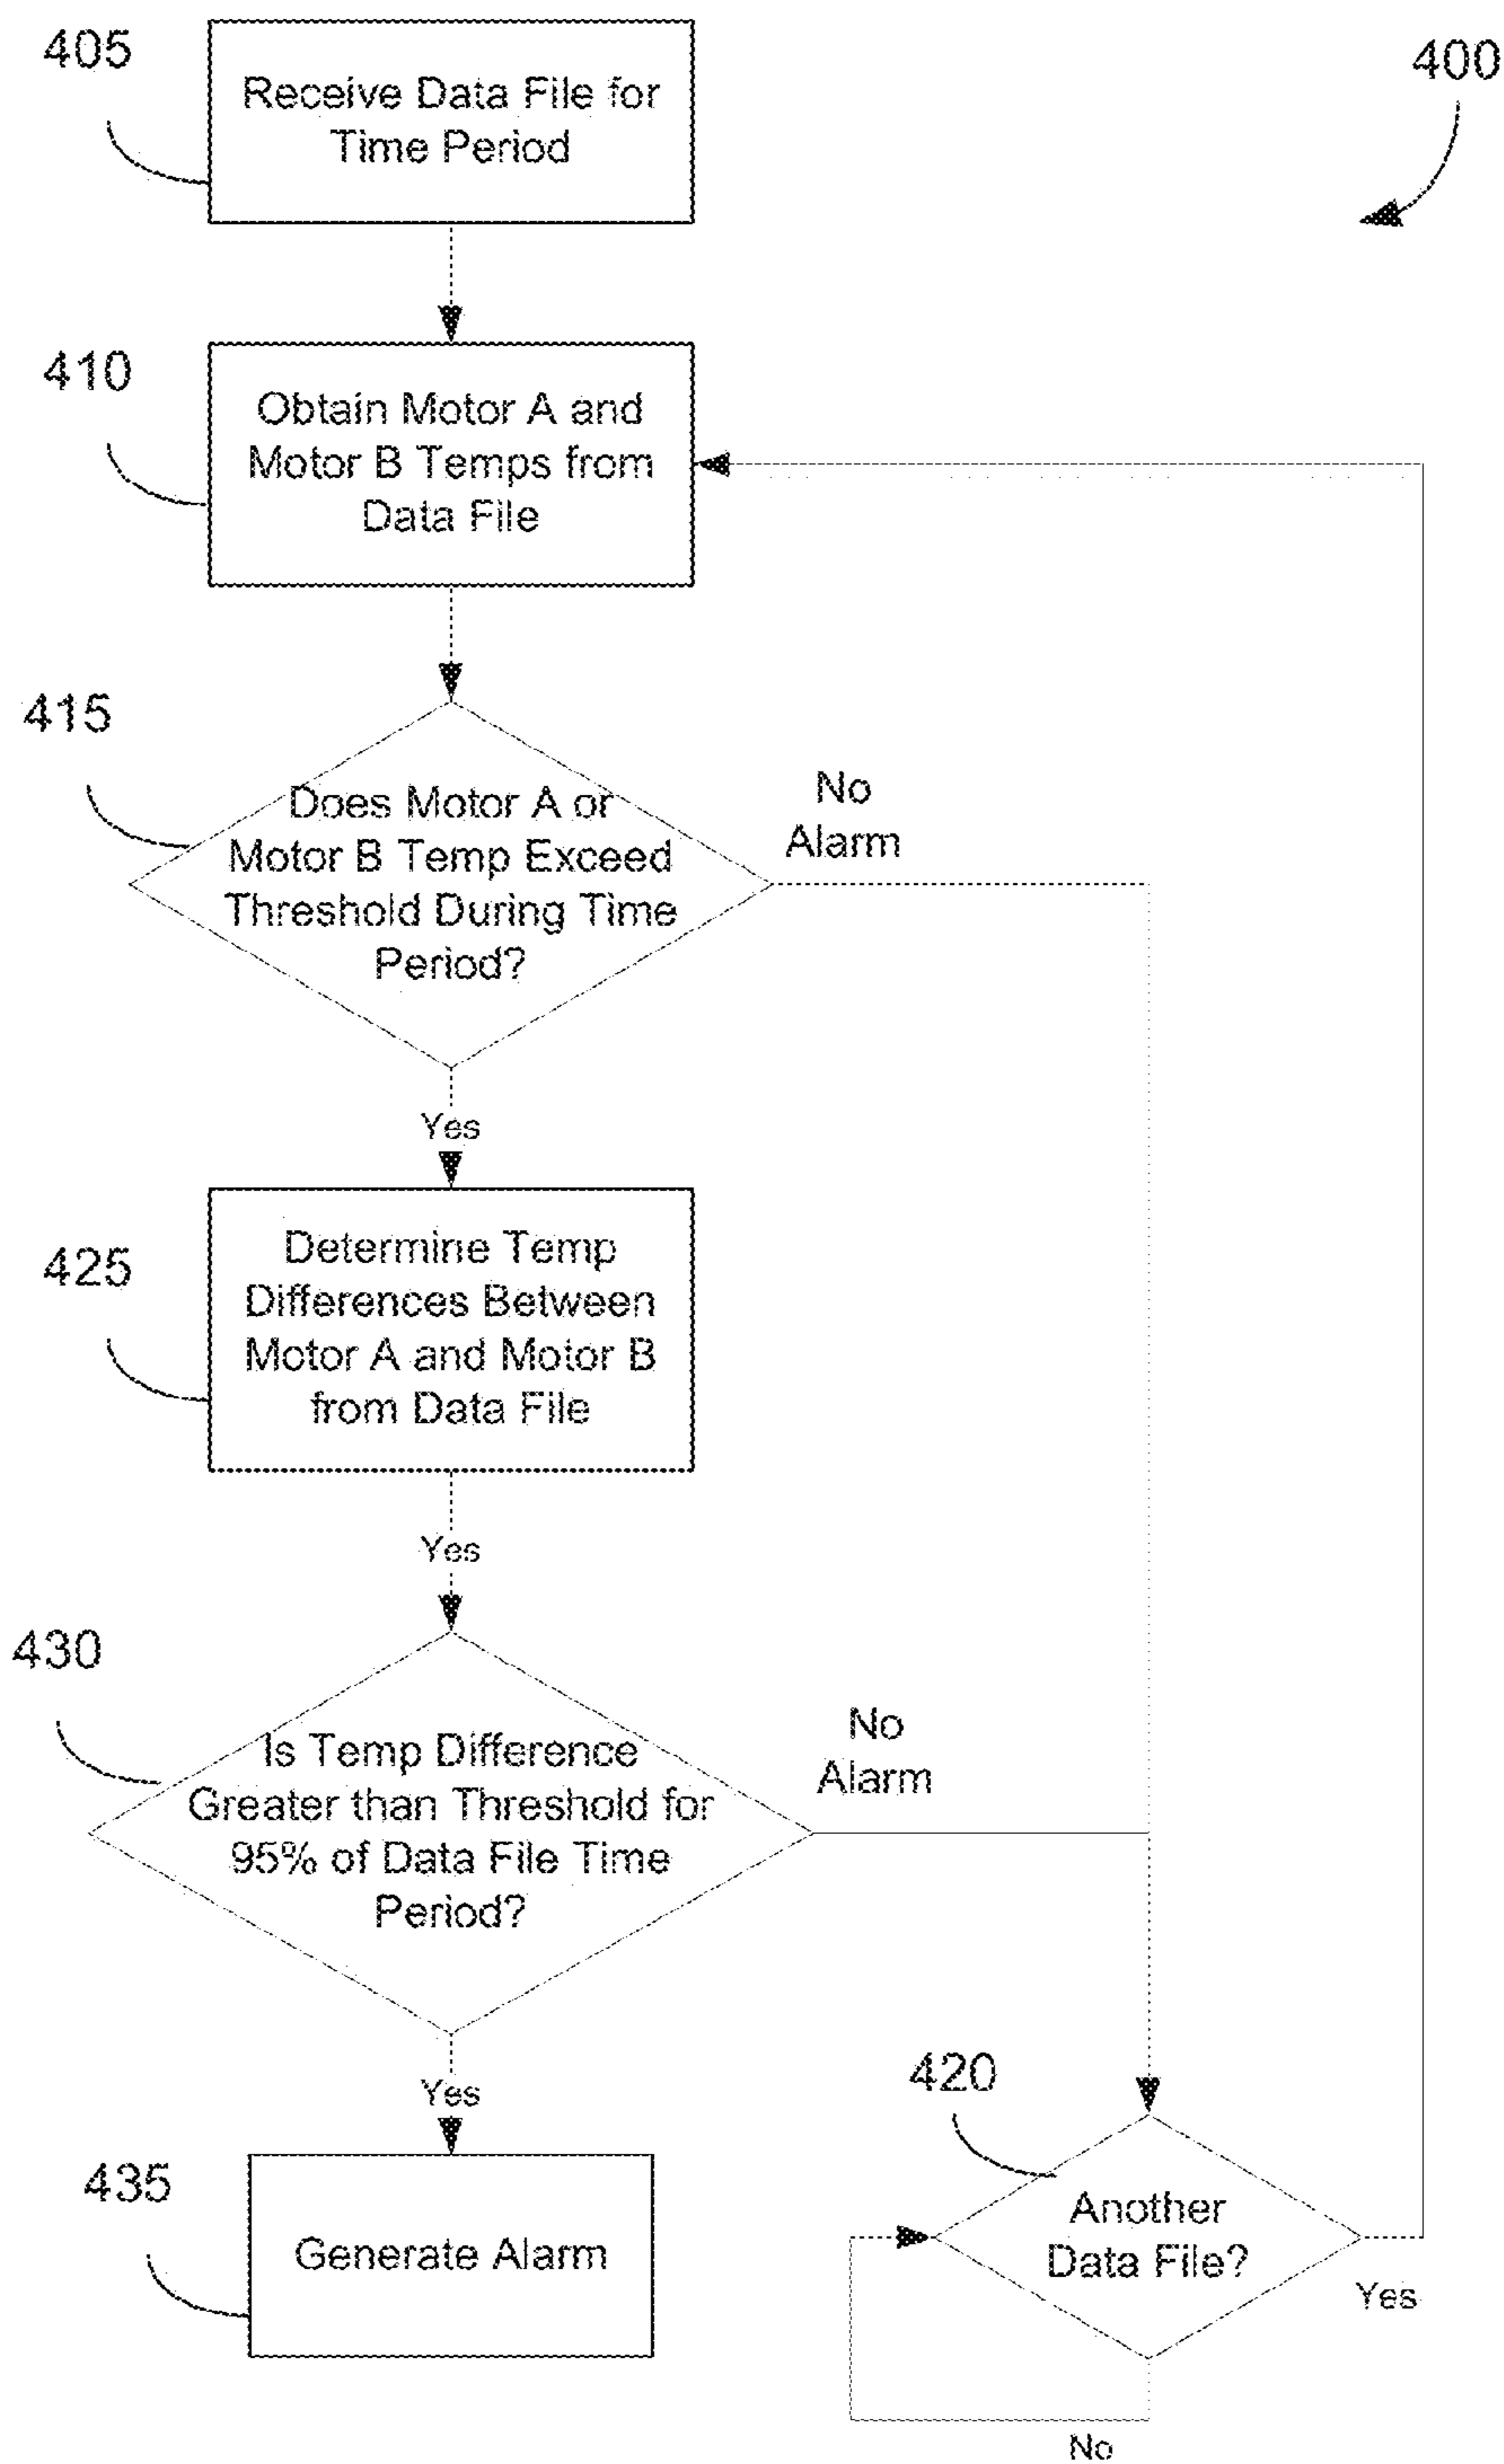 405
Receive Data File for
Time Period
400
410
Obtain Motor A and
Motor B Temps from
Data File
415
Does Motor A or
Motor B Temp Exceed
Threshold During Time
Period?
No
Alarm
Yes
425
Determine Temp
Differences Between
Motor A and Motor B
from Data File
Yes
430
Is Temp Difference
Greater than Threshold for
95% of Data File Time
Period?
No
Alarm
Yes
435
Generate Alarm
420
Another
Data File?
Yes
No